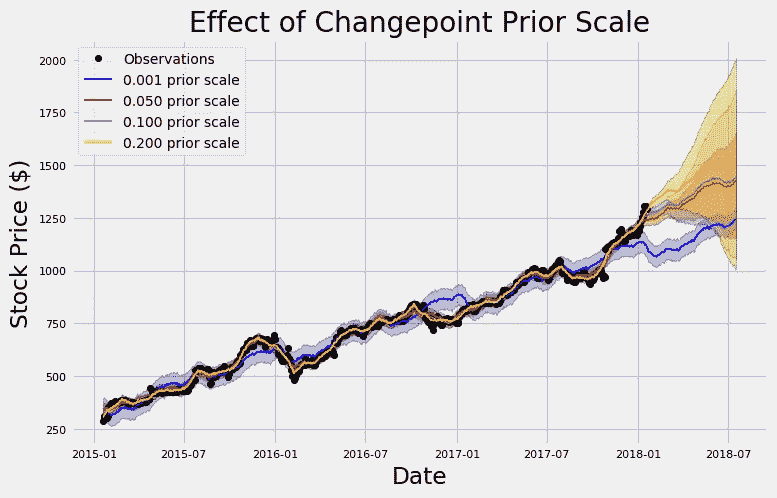 Effect of Changepoint Prior Scale
Stock Price ($)
2000
1750
1500
1250
1000
750
500
250
Observations
0.001 prior scale
0.050 prior scale
0.100 prior scale
0.200 prior scale
2015-01 2015-07 2016-01 2016-07 2017-01 2017-07 2018-01 2018-07
Date